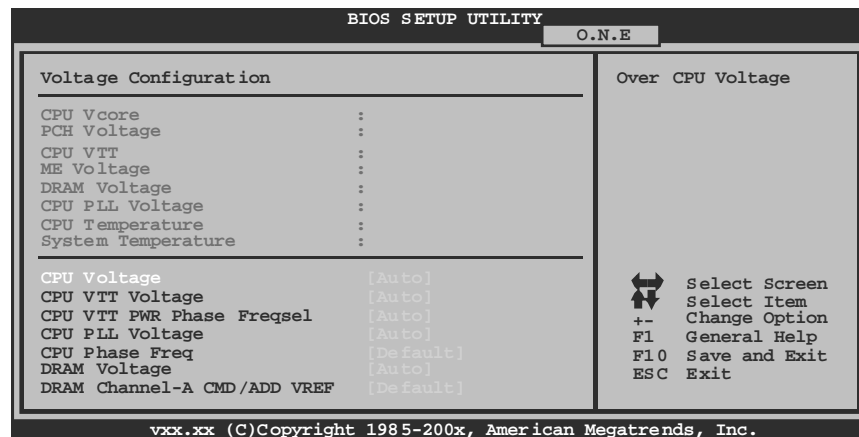 BIOS SETUP UTILITY
O.N.E
Voltage Configuration
CPU Vcore :
PCH Voltage :
CPU VTT :
ME Voltage :
DRAM Voltage :
CPU PLL Voltage :
CPU Temperature :
System Temperature :
CPU Voltage [Auto]
CPU VTT Voltage [Auto]
CPU VTT PWR Phase Freqsel [Auto]
CPU PLL Voltage [Auto]
CPU Phase Freq [Default]
DRAM Voltage [Auto]
DRAM Channel-A CMD/ADD VREF [Default]
Over CPU Voltage
Select Screen
Select Item
+- Change Option
F1 General Help
F10 Save and Exit
ESC Exit
vxx.xx (C)Copyright 1985-200x, American Megatrends, Inc.